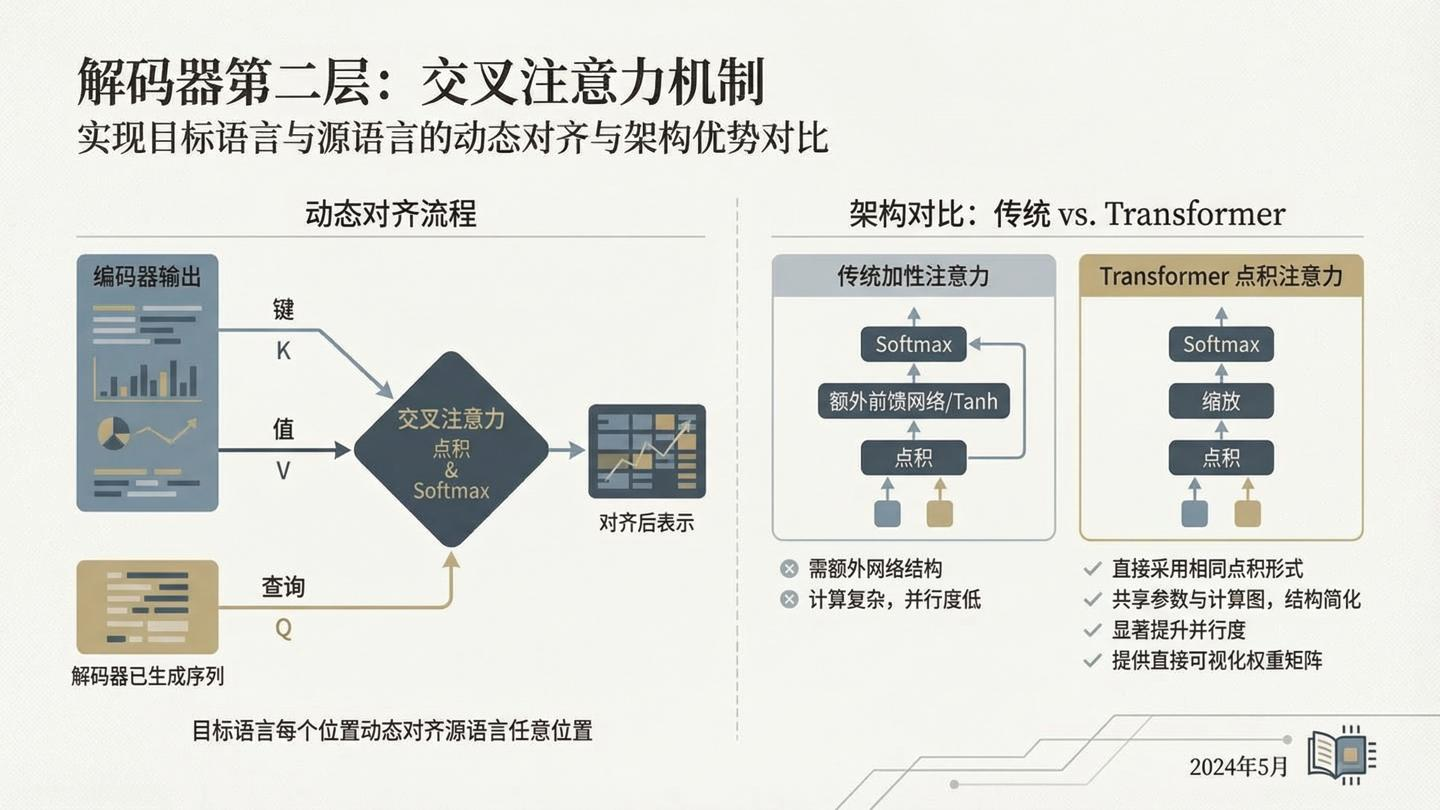 解码器第二层：交叉注意力机制
实现目标语言与源语言的动态对齐与架构优势对比
动态对齐流程
编码器输出
键
K
值
V
交叉注意力
点积
&
Softmax
对齐后表示
查询
Q
解码器已生成序列
目标语言每个位置动态对齐源语言任意位置
架构对比：传统 vs. Transformer
传统加性注意力
Softmax
额外前馈网络/Tanh
点积
需额外网络结构
计算复杂，并行度低
Transformer 点积注意力
Softmax
缩放
点积
直接采用相同点积形式
共享参数与计算图，结构简化
显著提升并行度
提供直接可视化权重矩阵
2024年5月